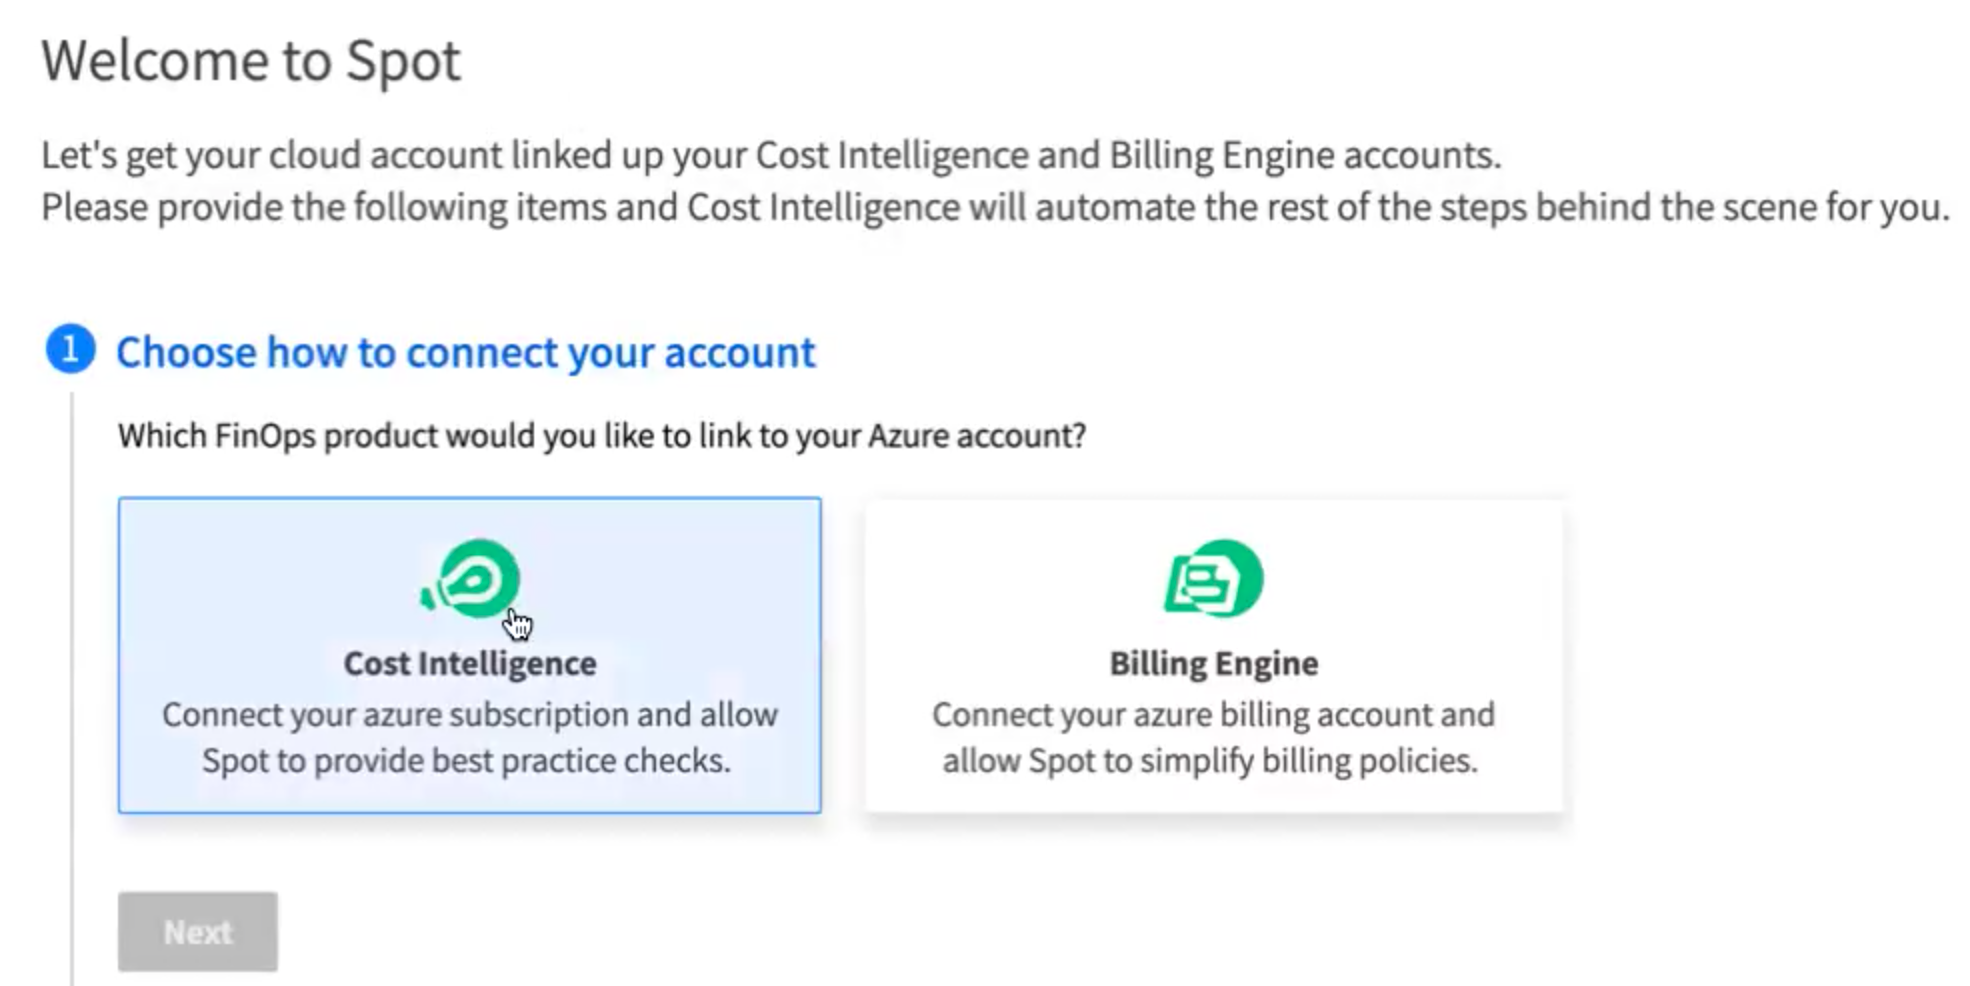 Welcome to Spot
Let's get your cloud account linked up your Cost Intelligence and Billing Engine accounts.
Please provide the following items and Cost Intelligence will automate the rest of the steps behind the scene for you.
1 Choose how to connect your account
Which FinOps product would you like to link to your Azure account?
Cost Intelligence
Connect your azure subscription and allow
Spot to provide best practice checks.
Billing Engine
Connect your azure billing account and
allow Spot to simplify billing policies.
Next